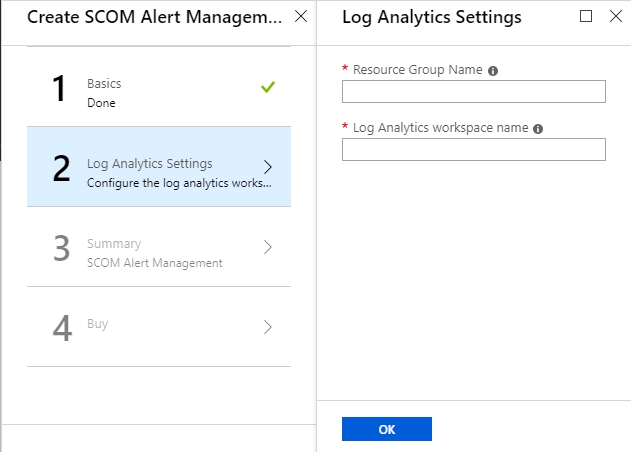 Create SCOM Alert Managem...
1
Basics
Done
2
Log Analytics Settings
Configure the log analytics works...
3
Summary
SCOM Alert Management
4
Buy
Log Analytics Settings
* Resource Group Name
* Log Analytics workspace name
OK